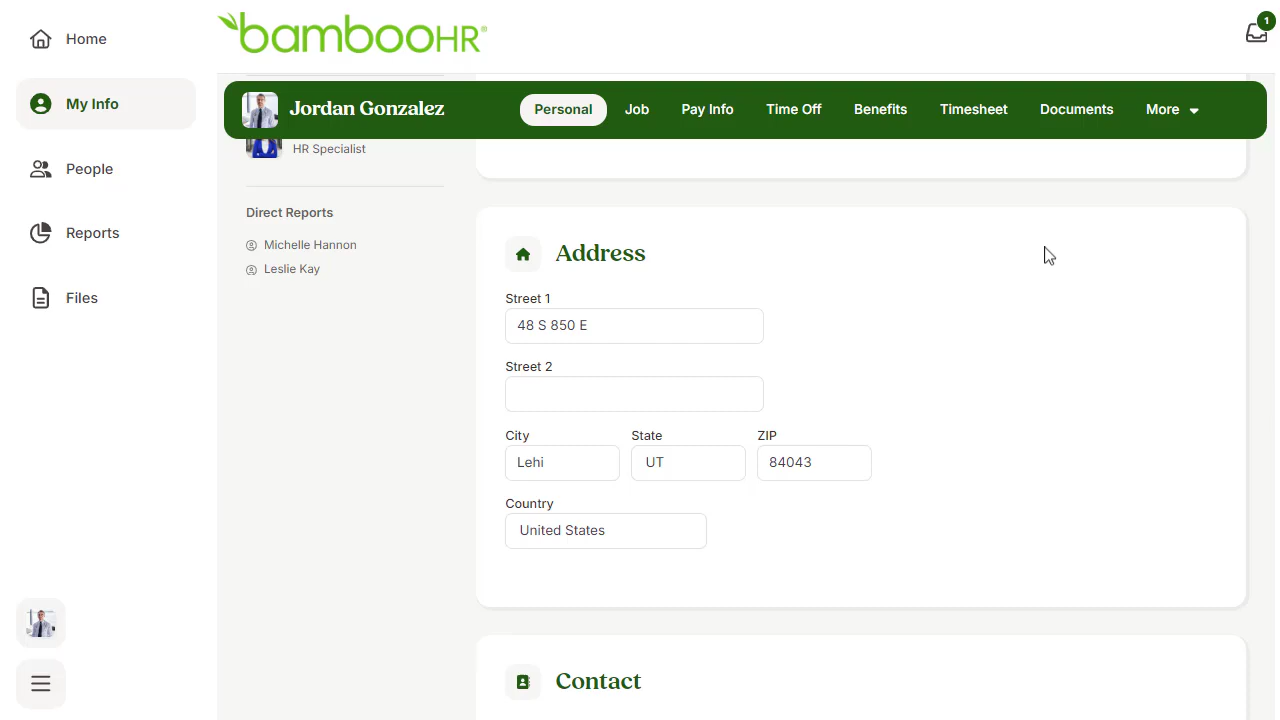 Home
My Info
People
Reports
Files
bambooHR®
1
Jordan Gonzalez
Personal
Job
Pay Info
Time Off
Benefits
Timesheet
Documents
More
HR Specialist
Direct Reports
Michelle Hannon
Leslie Kay
Address
Street 1
48 S 850 E
Street 2
City State ZIP
Lehi UT 84043
Country
United States
Contact